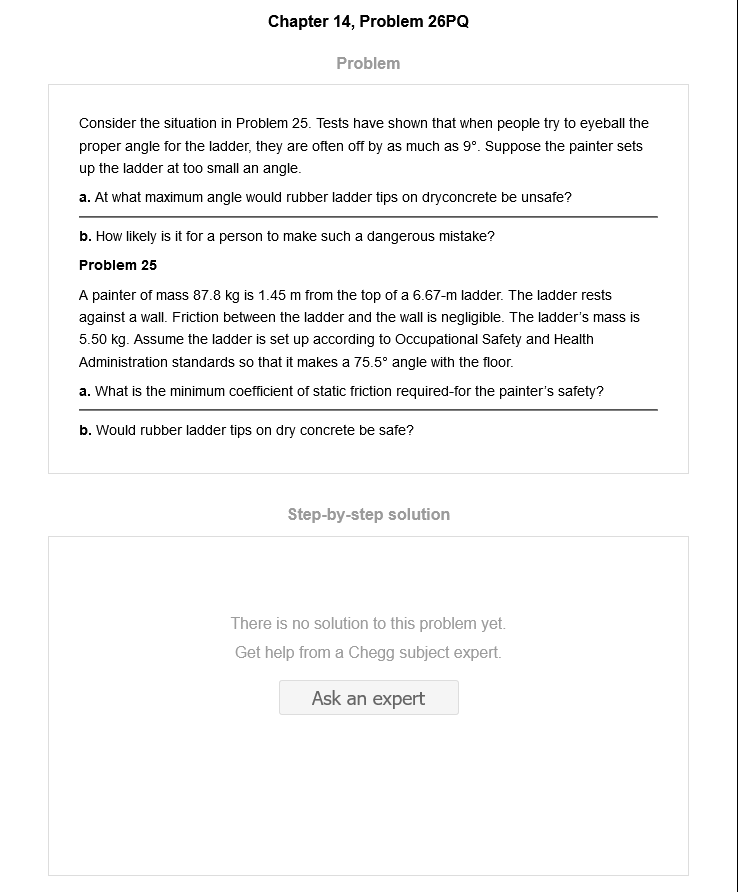 Chapter 14, Problem 26PQ
Problem
Consider the situation in Problem 25. Tests have shown that when people try to eyeball the
proper angle for the ladder, they are often off by as much as 9°. Suppose the painter sets
up the ladder at too small an angle.
a. At what maximum angle would rubber ladder tips on dryconcrete be unsafe?
b. How likely is it for a person to make such a dangerous mistake?
Problem 25
A painter of mass 87.8 kg is 1.45 m from the top of a 6.67-m ladder. The ladder rests
against a wall. Friction between the ladder and the wall is negligible. The ladder’s mass is
5.50 kg. Assume the ladder is set up according to Occupational Safety and Health
Administration standards so that it makes a 75.5° angle with the floor.
a. What is the minimum coefficient of static friction required-for the painter’s safety?
b. Would rubber ladder tips on dry concrete be safe?
Step-by-step solution
There is no solution to this problem yet.
Get help from a Chegg subject expert.
Ask an expert